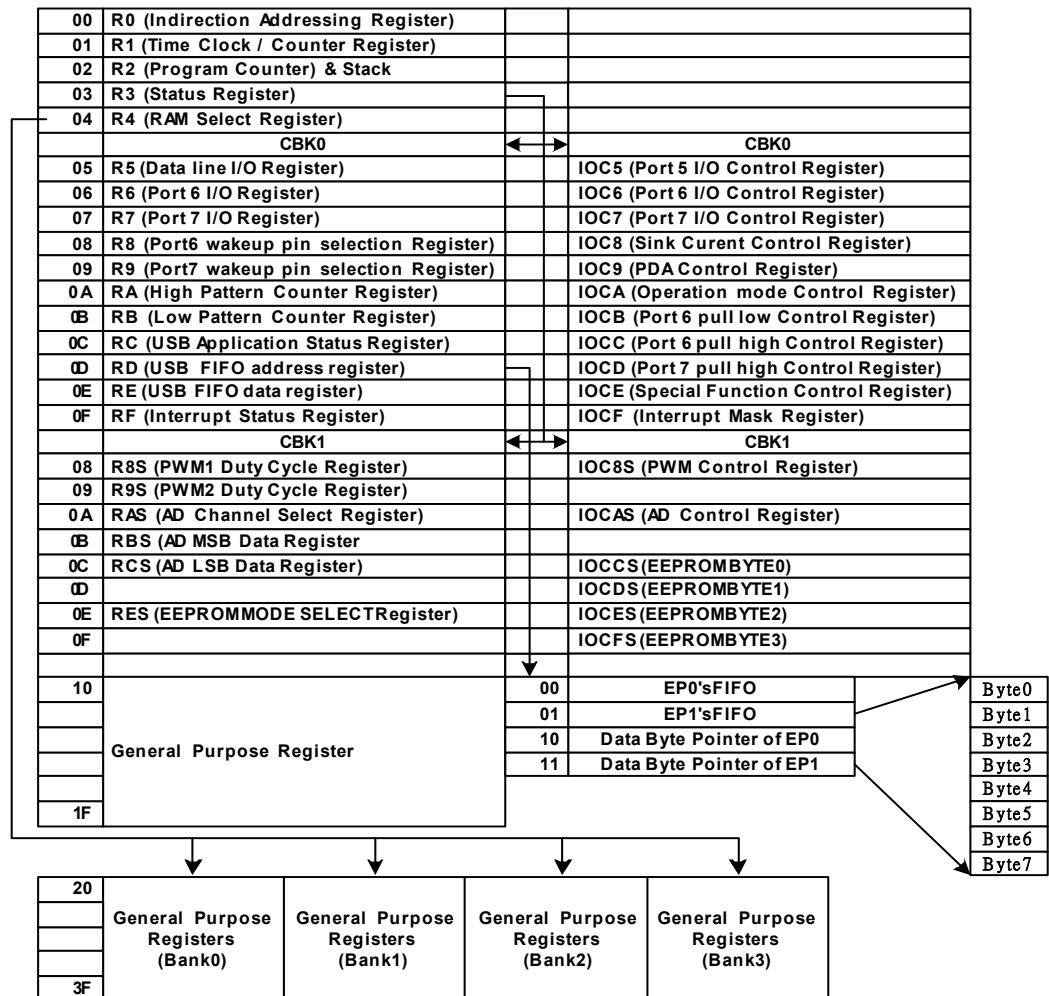 00 R0 (Indirection Addressing Register)
01 R1 (Time Clock / Counter Register)
02 R2 (Program Counter) & Stack
03 R3 (Status Register)
04 R4 (RAM Select Register)
CBK0 CBK0
05 R5 (Data line I/O Register) IOC5 (Port 5 I/O Control Register)
06 R6 (Port 6 I/O Register) IOC6 (Port 6 I/O Control Register)
07 R7 (Port 7 I/O Register) IOC7 (Port 7 I/O Control Register)
08 R8 (Port6 wakeup pin selection Register) IOC8 (Sink Curent Control Register)
09 R9 (Port7 wakeup pin selection Register) IOC9 (PDA Control Register)
0A RA (High Pattern Counter Register) IOCA (Operation mode Control Register)
0B RB (Low Pattern Counter Register) IOCB (Port 6 pull low Control Register)
0C RC (USB Application Status Register) IOCC (Port 6 pull high Control Register)
0D RD (USB FIFO address register) IOCD (Port 7 pull high Control Register)
0E RE (USB FIFO data register) IOCE (Special Function Control Register)
0F RF (Interrupt Status Register) IOCF (Interrupt Mask Register)
CBK1 CBK1
08 R8S (PWM1 Duty Cycle Register) IOC8S (PWM Control Register)
09 R9S (PWM2 Duty Cycle Register)
0A RAS (AD Channel Select Register) IOCAS (AD Control Register)
0B RBS (AD MSB Data Register
0C RCS (AD LSB Data Register) IOCCS (EEPROMBYTE0)
0D IOCDS (EEPROMBYTE1)
0E RES (EEPROMMODE SELECTRegister) IOCES (EEPROMBYTE2)
0F IOCFS (EEPROMBYTE3)
10 00 EP0'sFIFO Byte0
01 EP1'sFIFO Byte1
General Purpose Register 10 Data Byte Pointer of EP0 Byte2
11 Data Byte Pointer of EP1 Byte3
Byte4
1F Byte5
Byte6
Byte7
20
General Purpose Registers (Bank0)
General Purpose Registers (Bank1)
General Purpose Registers (Bank2)
General Purpose Registers (Bank3)
3F